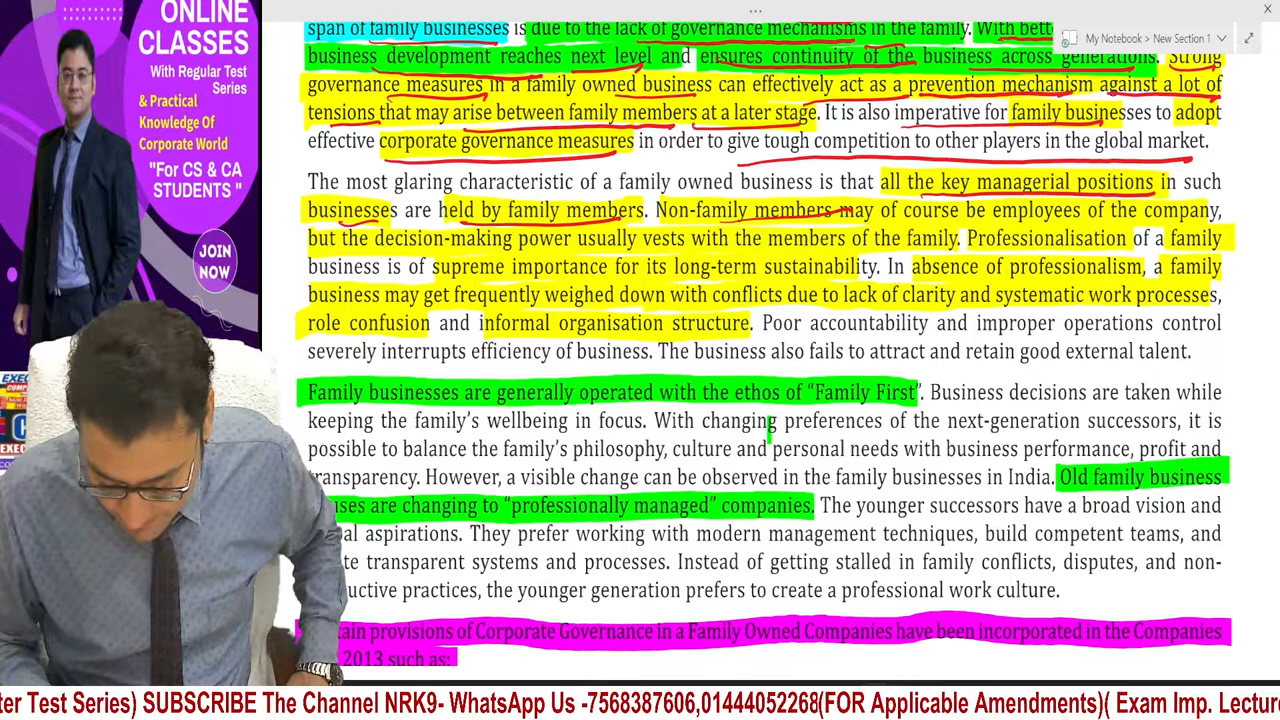 ONLINE
CLASSES
With Regular Test
Series
& Practical
Knowledge Of
Corporate World
"For CS & CA
STUDENTS "
JOIN
NOW
My Notebook > New Section 1
span of family businesses is due to the lack of governance mechanisms in the family. With
business development reaches next level and ensures continuity of the business across generations. Strong
governance measures in a family owned business can effectively act as a prevention mechanism against a lot of
tensions that may arise between family members at a later stage. It is also imperative for family businesses to adopt
effective corporate governance measures in order to give tough competition to other players in the global market.
The most glaring characteristic of a family owned business is that all the key managerial positions in such
businesses are held by family members. Non-family members may of course be employees of the company,
but the decision-making power usually vests with the members of the family. Professionalisation of a family
business is of supreme importance for its long-term sustainability. In absence of professionalism, a family
business may get frequently weighed down with conflicts due to lack of clarity and systematic work processes,
role confusion and informal organisation structure. Poor accountability and improper operations control
severely interrupts efficiency of business. The business also fails to attract and retain good external talent.
Family businesses are generally operated with the ethos of “Family First”. Business decisions are taken while
keeping the family’s wellbeing in focus. With changing preferences of the next-generation successors, it is
possible to balance the family’s philosophy, culture and personal needs with business performance, profit and
transparency. However, a visible change can be observed in the family businesses in India. Old family business
are changing to “professionally managed” companies. The younger successors have a broad vision and
aspirations. They prefer working with modern management techniques, build competent teams, and
transparent systems and processes. Instead of getting stalled in family conflicts, disputes, and non-
practices, the younger generation prefers to create a professional work culture.
provisions of Corporate Governance in a Family Owned Companies have been incorporated in the Companies
2013 such as:
ter Test Series) SUBSCRIBE The Channel NRK9- WhatsApp Us -7568387606,01444052268(FOR Applicable Amendments)( Exam Imp. Lecture